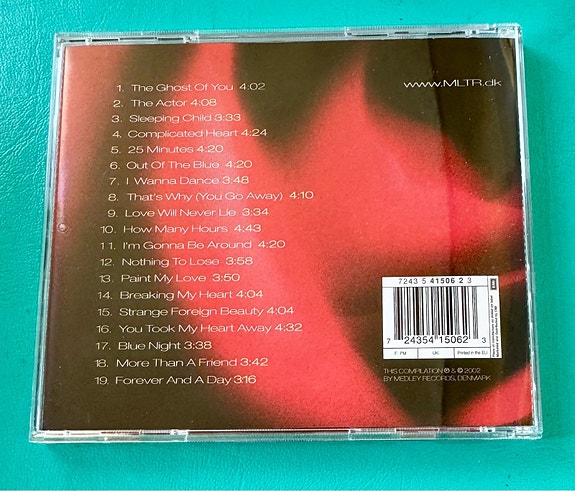 1. The Ghost Of You 4:02
2. The Actor 4:08
3. Sleeping Child 3:33
4. Complicated Heart 4:24
5. 25 Minutes 4:20
6. Out Of The Blue 4:20
7. I Wanna Dance 3:48
8. That's Why (You Go Away) 4:10
9. Love Will Never Lie 3:34
10. How Many Hours 4:43
11. I'm Gonna Be Around 4:20
12. Nothing To Lose 3:58
13. Paint My Love 3:50
14. Breaking My Heart 4:04
15. Strange Foreign Beauty 4:04
16. You Took My Heart Away 4:32
17. Blue Night 3:38
18. More Than A Friend 3:42
19. Forever And A Day 3:16
www.MLTR.dk
7243 5 41506 2 3
7 24354 15062 3
F: PM UK Printed in the EU
THIS COMPILATION ℗ & © 2002
BY MEDLEY RECORDS, DENMARK